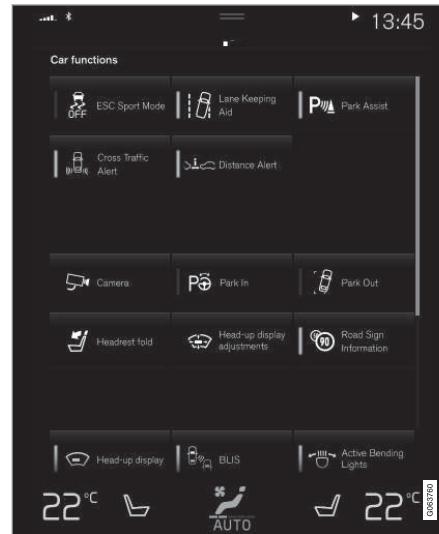 13:45
Car functions
OFF
ESC Sport Mode
Lane Keeping
Aid
P
Park Assist
Cross Traffic
Alert
Distance Alert
Camera
P
Park In
Park Out
Headrest fold
Head-up display
adjustments
90
Road Sign
Information
Head-up display
BLIS
Active Bending
Lights
22°C
AUTO
22°C
G063760